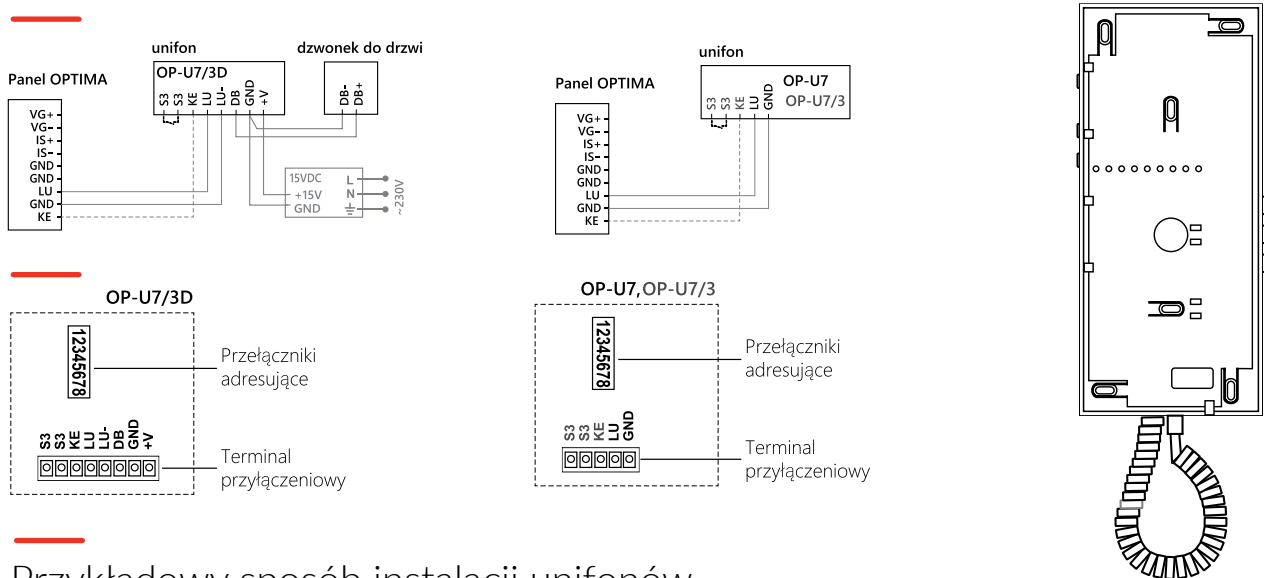 unifon
dzwonek do drzwi
Panel OPTIMA
OP-U7/3D
S3
S3
KE
LU
LU-
DB
GND
+V
DB-
DB+
VG+
VG-
IS+
IS-
GND
GND
LU
GND
KE
15VDC
L
+15V
N
GND
~230V
unifon
Panel OPTIMA
OP-U7
OP-U7/3
S3
S3
KE
LU
GND
VG+
VG-
IS+
IS-
GND
GND
LU
GND
KE
OP-U7/3D
12345678
Przełączniki
adresujące
S3
S3
KE
LU
LU-
DB
GND
+V
Terminal
przyłączeniowy
OP-U7, OP-U7/3
12345678
Przełączniki
adresujące
S3
S3
KE
LU
GND
Terminal
przyłączeniowy
Przykładowy sposób instalacji unifonów